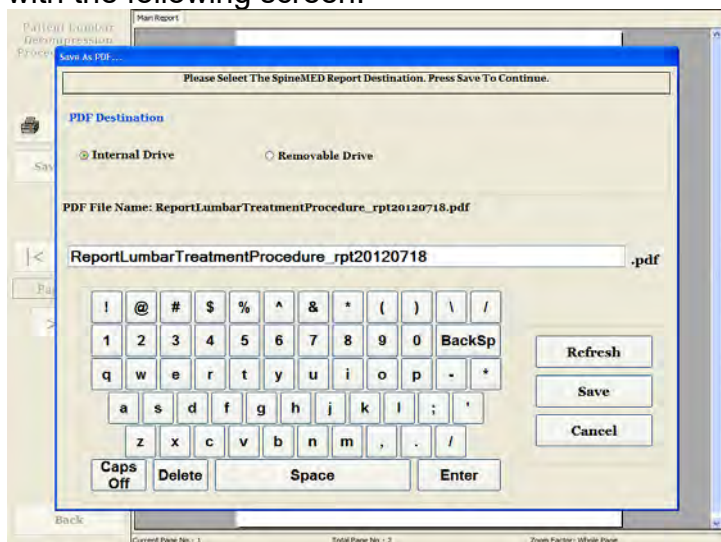 with the following screen:
Main Report
Patient Lumbar
Decompression
Save As PDF...
Please Select The SpineMED Report Destination. Press Save To Continue.
PDF Destination
Internal Drive Removable Drive
PDF File Name: ReportLumbarTreatmentProcedure_rpt20120718.pdf
ReportLumbarTreatmentProcedure_rpt20120718 .pdf
|<
! @ # $ % ^ & * ( ) \ /
1 2 3 4 5 6 7 8 9 0 BackSp
q w e r t y u i o p - *
a s d f g h j k l ; '
z x c v b n m , . /
Caps Off Delete Space Enter
Refresh
Save
Cancel
>
Back
Current Page No.: 1 Total Page No.: 2 Zoom Factor: Whole Page